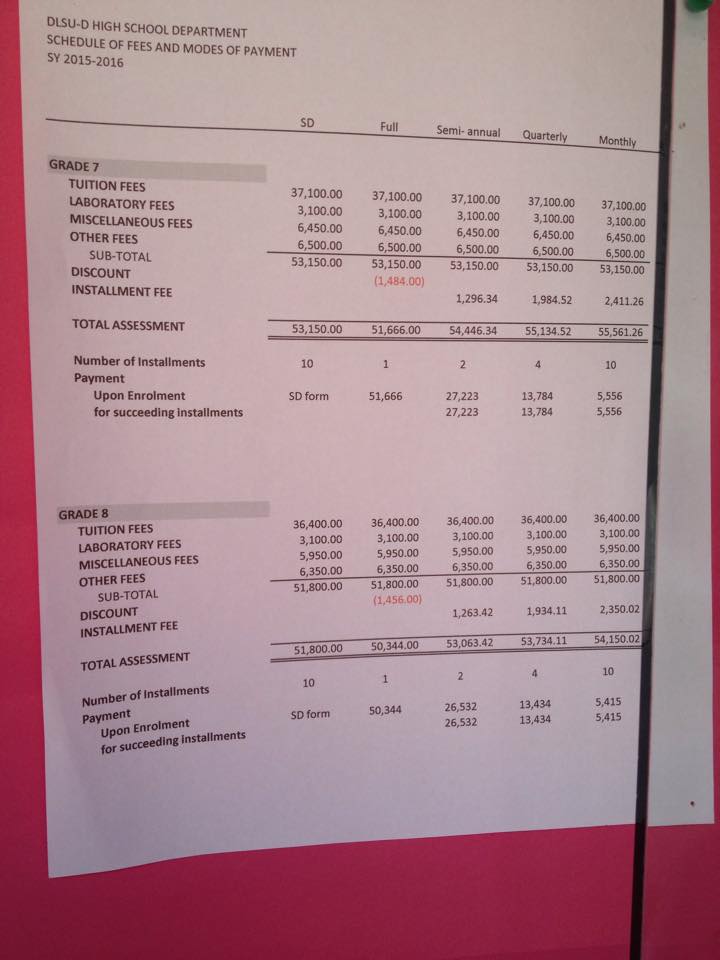 DLSU-D HIGH SCHOOL DEPARTMENT
SCHEDULE OF FEES AND MODES OF PAYMENT
SY 2015-2016
SD Full Semi- annual Quarterly Monthly
GRADE 7
TUITION FEES 37,100.00 37,100.00 37,100.00 37,100.00 37,100.00
LABORATORY FEES 3,100.00 3,100.00 3,100.00 3,100.00 3,100.00
MISCELLANEOUS FEES 6,450.00 6,450.00 6,450.00 6,450.00 6,450.00
OTHER FEES 6,500.00 6,500.00 6,500.00 6,500.00 6,500.00
SUB-TOTAL 53,150.00 53,150.00 53,150.00 53,150.00 53,150.00
DISCOUNT (1,484.00)
INSTALLMENT FEE 1,296.34 1,984.52 2,411.26
TOTAL ASSESSMENT 53,150.00 51,666.00 54,446.34 55,134.52 55,561.26
Number of Installments 10 1 2 4 10
Payment
Upon Enrolment SD form 51,666 27,223 13,784 5,556
for succeeding installments 27,223 13,784 5,556
GRADE 8
TUITION FEES 36,400.00 36,400.00 36,400.00 36,400.00 36,400.00
LABORATORY FEES 3,100.00 3,100.00 3,100.00 3,100.00 3,100.00
MISCELLANEOUS FEES 5,950.00 5,950.00 5,950.00 5,950.00 5,950.00
OTHER FEES 6,350.00 6,350.00 6,350.00 6,350.00 6,350.00
SUB-TOTAL 51,800.00 51,800.00 51,800.00 51,800.00 51,800.00
DISCOUNT (1,456.00)
INSTALLMENT FEE 1,263.42 1,934.11 2,350.02
TOTAL ASSESSMENT 51,800.00 50,344.00 53,063.42 53,734.11 54,150.02
Number of Installments 10 1 2 4 10
Payment
Upon Enrolment SD form 50,344 26,532 13,434 5,415
for succeeding installments 26,532 13,434 5,415